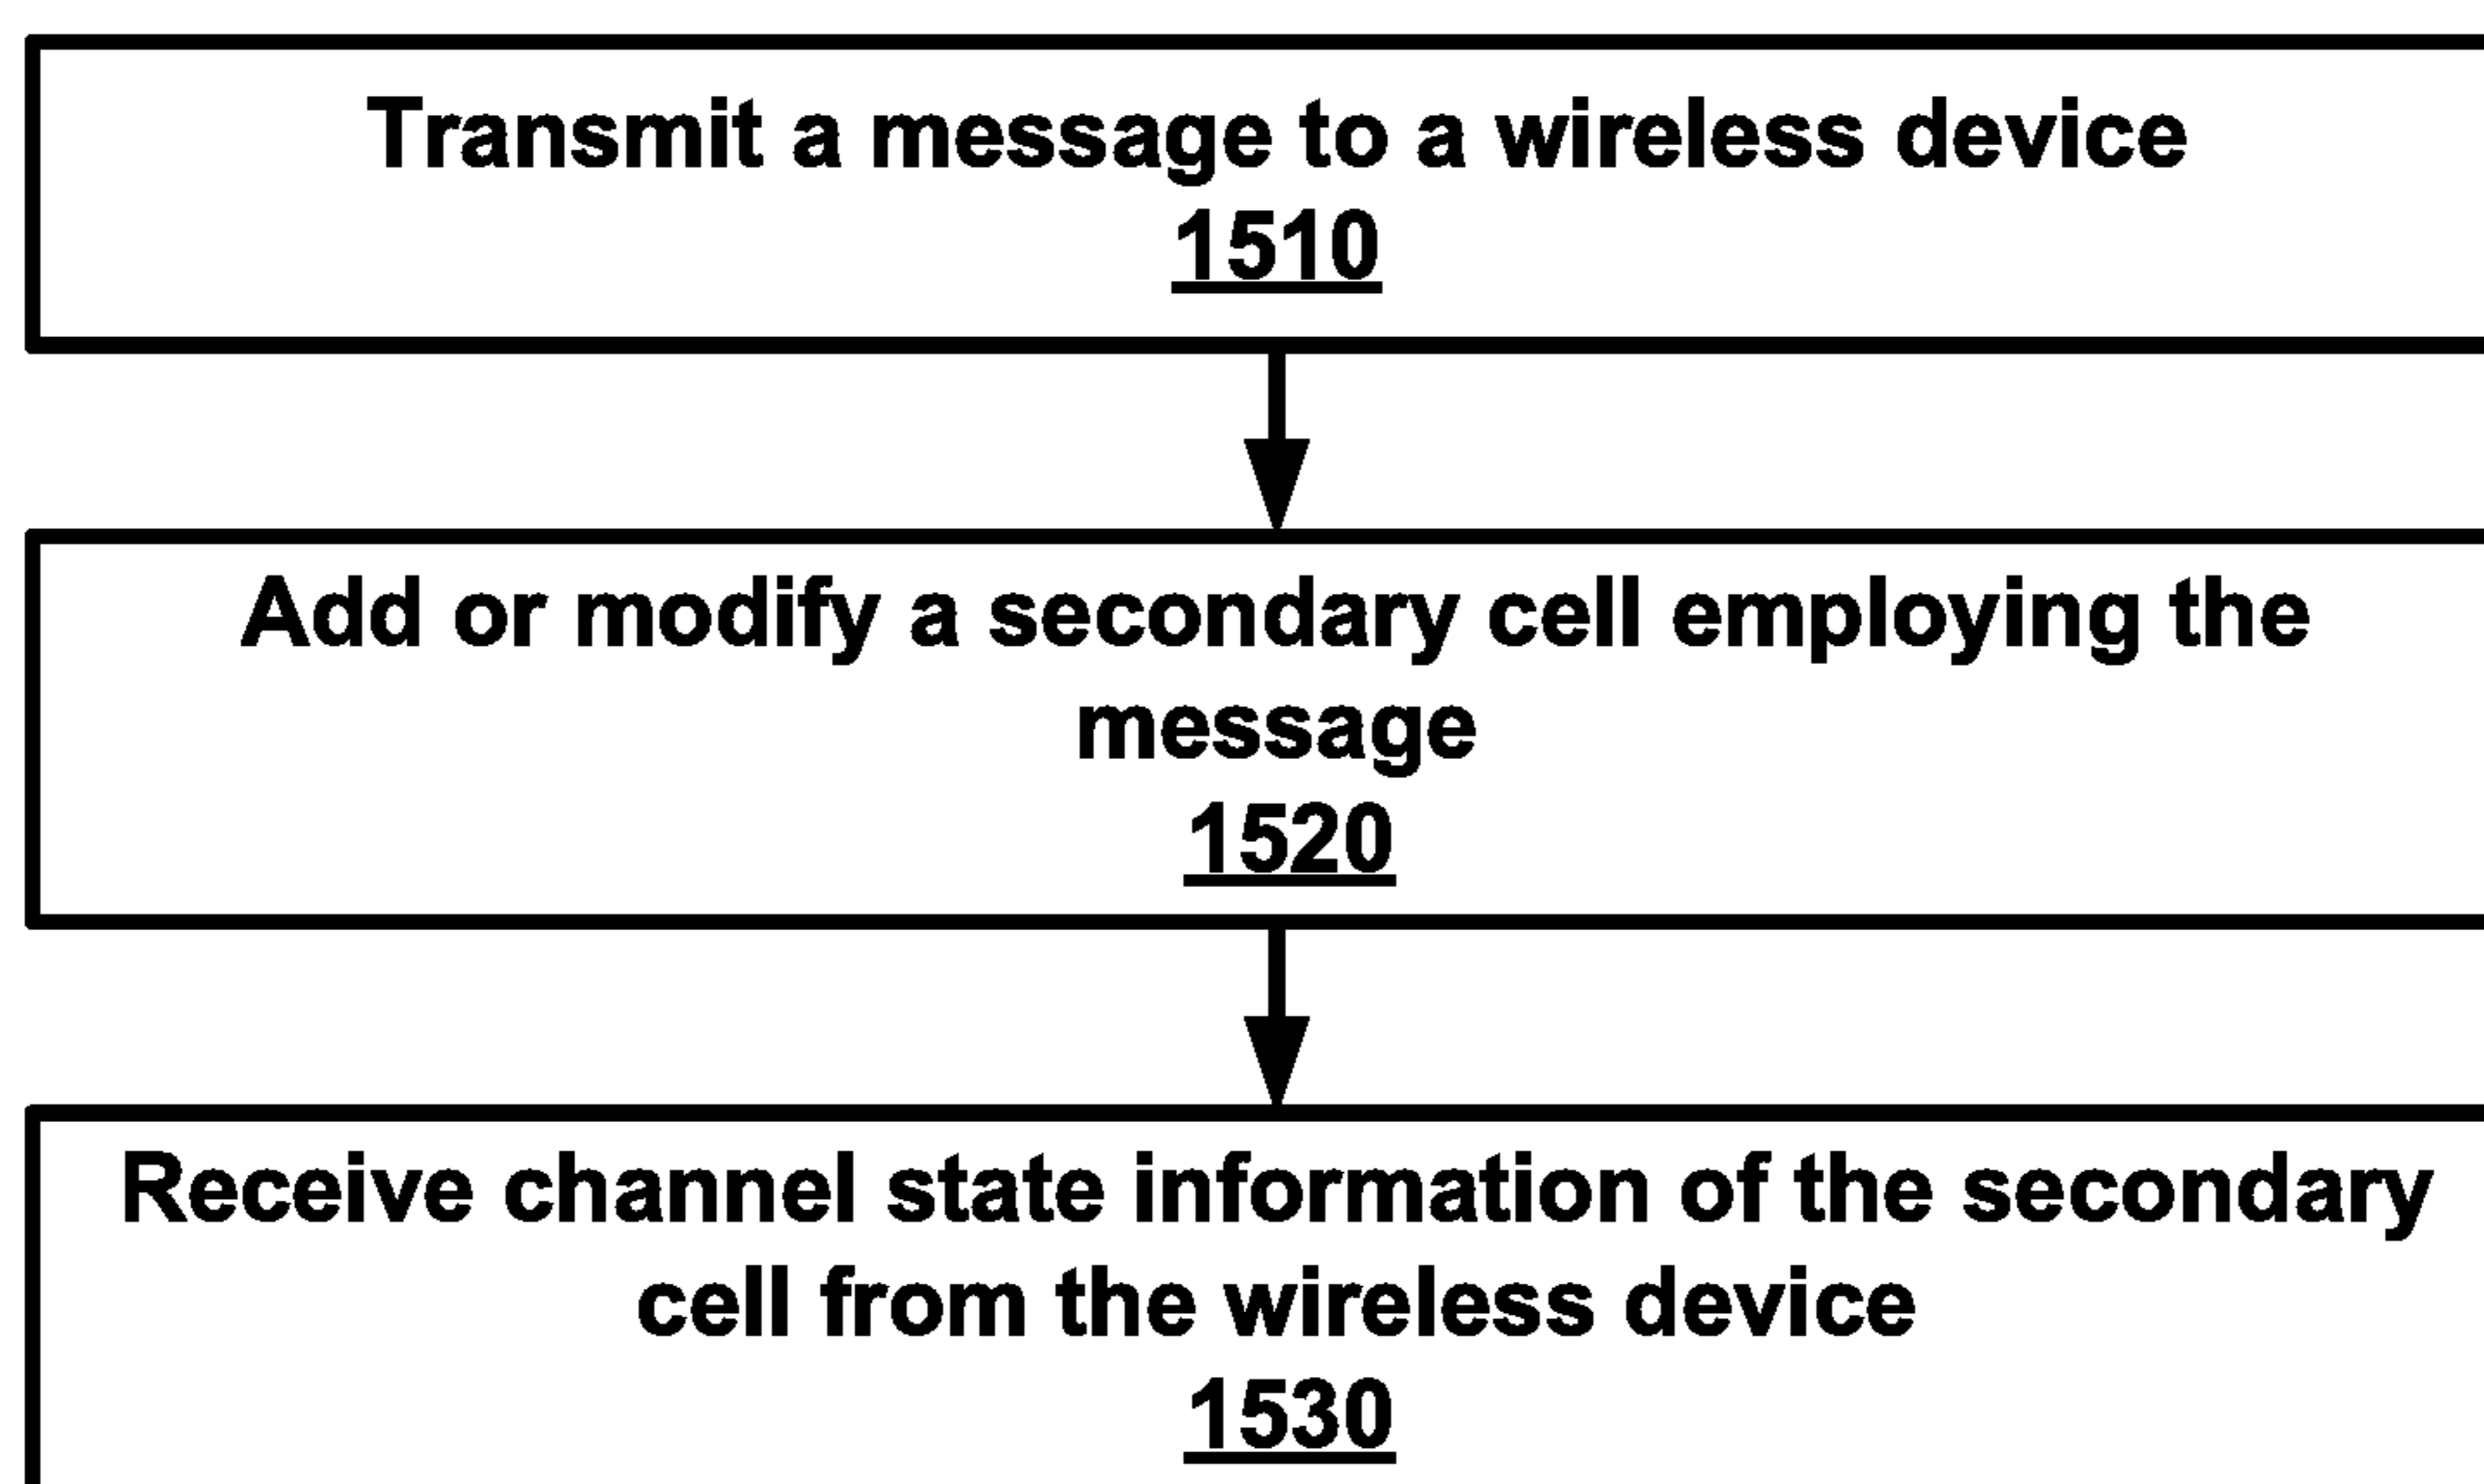 Transmit a message to a wireless device
1510
Add or modify a secondary cell employing the
message
1520
Receive channel state information of the secondary
cell from the wireless device
1530